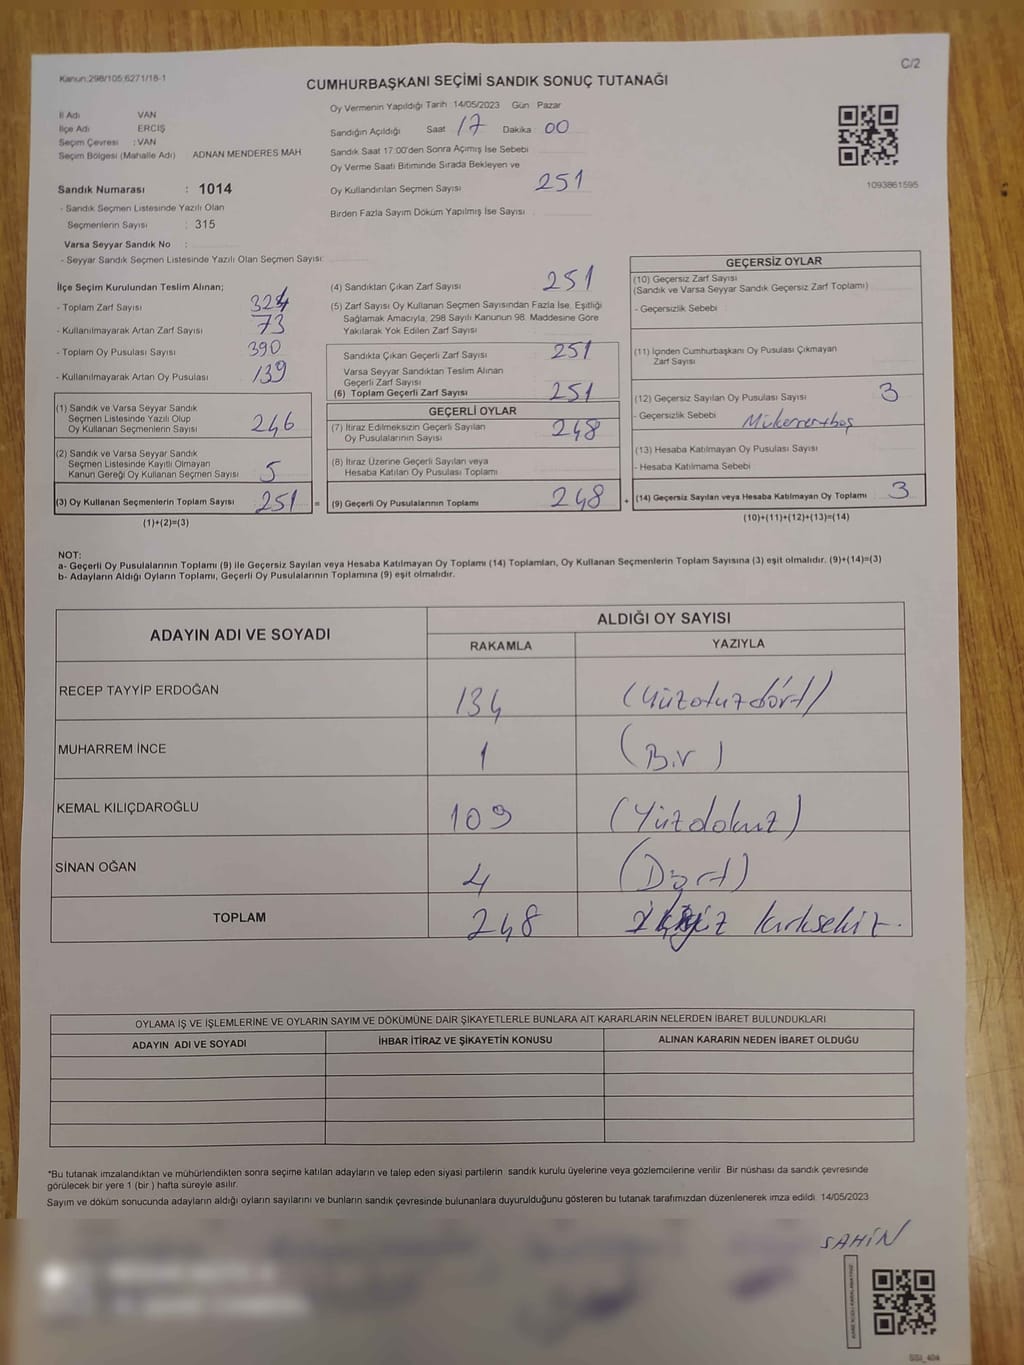 Kanun:298/105;6271/18-1
C/2
CUMHURBAŞKANI SEÇİMİ SANDIK SONUÇ TUTANAĞI
İl Adı VAN
İlçe Adı ERCİŞ
Seçim Çevresi : VAN
Seçim Bölgesi (Mahalle Adı) ADNAN MENDERES MAH
Sandık Numarası : 1014
- Sandık Seçmen Listesinde Yazılı Olan
Seçmenlerin Sayısı : 315
Varsa Seyyar Sandık No :
- Seyyar Sandık Seçmen Listesinde Yazılı Olan Seçmen Sayısı:
Oy Vermenin Yapıldığı Tarih 14/05/2023 Gün Pazar
Sandığın Açıldığı Saat 17 Dakika 00
Sandık Saat 17:00'den Sonra Açımış İse Sebebi
Oy Verme Saati Bitiminde Sırada Bekleyen ve
Oy Kullandırılan Seçmen Sayısı 251
Birden Fazla Sayım Döküm Yapılmış İse Sayısı
1093861595
İlçe Seçim Kurulundan Teslim Alınan;
- Toplam Zarf Sayısı 324
- Kullanılmayarak Artan Zarf Sayısı 73
- Toplam Oy Pusulası Sayısı 390
- Kullanılmayarak Artan Oy Pusulası 139
(1) Sandık ve Varsa Seyyar Sandık
Seçmen Listesinde Yazılı Olup
Oy Kullanan Seçmenlerin Sayısı 246
(2) Sandık ve Varsa Seyyar Sandık
Seçmen Listesinde Kayıtlı Olmayan
Kanun Gereği Oy Kullanan Seçmen Sayısı 5
(3) Oy Kullanan Seçmenlerin Toplam Sayısı 251 =
(1)+(2)=(3)
(4) Sandıktan Çıkan Zarf Sayısı 251
(5) Zarf Sayısı Oy Kullanan Seçmen Sayısından Fazla İse, Eşitliği
Sağlamak Amacıyla, 298 Sayılı Kanunun 98. Maddesine Göre
Yakılarak Yok Edilen Zarf Sayısı
Sandıkta Çıkan Geçerli Zarf Sayısı 251
Varsa Seyyar Sandıktan Teslim Alınan
Geçerli Zarf Sayısı
(6) Toplam Geçerli Zarf Sayısı 251
GEÇERLİ OYLAR
(7) İtiraz Edilmeksizin Geçerli Sayılan
Oy Pusulalarının Sayısı 248
(8) İtiraz Üzerine Geçerli Sayılan veya
Hesaba Katılan Oy Pusulası Toplamı
(9) Geçerli Oy Pusulalarının Toplamı 248 +
GEÇERSİZ OYLAR
(10) Geçersiz Zarf Sayısı
(Sandık ve Varsa Seyyar Sandık Geçersiz Zarf Toplamı)
- Geçersizlik Sebebi
(11) İçinden Cumhurbaşkanı Oy Pusulası Çıkmayan
Zarf Sayısı
(12) Geçersiz Sayılan Oy Pusulası Sayısı 3
- Geçersizlik Sebebi Mükerrer+boş
(13) Hesaba Katılmayan Oy Pusulası Sayısı
- Hesaba Katılmama Sebebi
(14) Geçersiz Sayılan veya Hesaba Katılmayan Oy Toplamı 3
(10)+(11)+(12)+(13)=(14)
NOT:
a- Geçerli Oy Pusulalarının Toplamı (9) ile Geçersiz Sayılan veya Hesaba Katılmayan Oy Toplamı (14) Toplamları, Oy Kullanan Seçmenlerin Toplam Sayısına (3) eşit olmalıdır. (9)+(14)=(3)
b- Adayların Aldığı Oyların Toplamı, Geçerli Oy Pusulalarının Toplamına (9) eşit olmalıdır.
ADAYIN ADI VE SOYADI ALDIĞI OY SAYISI
RAKAMLA YAZIYLA
RECEP TAYYİP ERDOĞAN 134 (Yüzotuzdört)
MUHARREM İNCE 1 (Bir)
KEMAL KILIÇDAROĞLU 109 (Yüzdokuz)
SİNAN OĞAN 4 (Dört)
TOPLAM 248 kırksekiz.
OYLAMA İŞ VE İŞLEMLERİNE VE OYLARIN SAYIM VE DÖKÜMÜNE DAİR ŞİKAYETLERLE BUNLARA AİT KARARLARIN NELERDEN İBARET BULUNDUKLARI
ADAYIN ADI VE SOYADI İHBAR İTİRAZ VE ŞİKAYETİN KONUSU ALINAN KARARIN NEDEN İBARET OLDUĞU
*Bu tutanak imzalandıktan ve mühürlendikten sonra seçime katılan adayların ve talep eden siyasi partilerin sandık kurulu üyelerine veya gözlemcilerine verilir. Bir nüshası da sandık çevresinde
görülecek bir yere 1 (bir) hafta süreyle asılır.
Sayım ve döküm sonucunda adayların aldığı oyların sayılarını ve bunların sandık çevresinde bulunanlara duyurulduğunu gösteren bu tutanak tarafımızdan düzenlenerek imza edildi. 14/05/2023
SAHİN
SSI_404